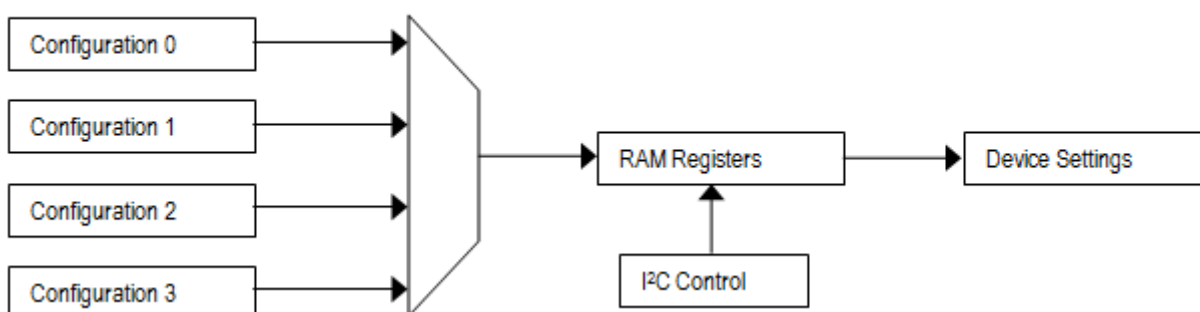 Configuration 0
Configuration 1
Configuration 2
Configuration 3
RAM Registers
I²C Control
Device Settings